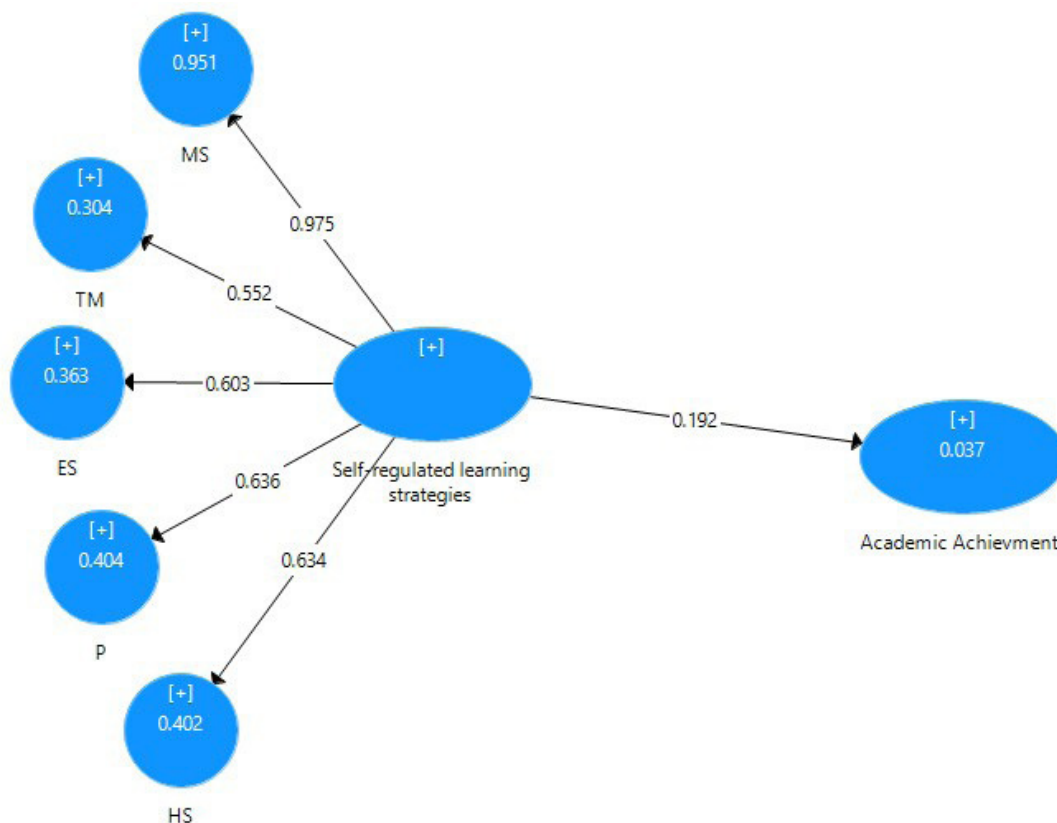 [+]
0.951
MS
[+]
0.304
TM
0.975
0.552
[+]
0.363
ES
0.603
[+]
Self-regulated learning
strategies
0.192
[+]
0.037
Academic Achievment
0.636
[+]
0.404
P
0.634
[+]
0.402
HS